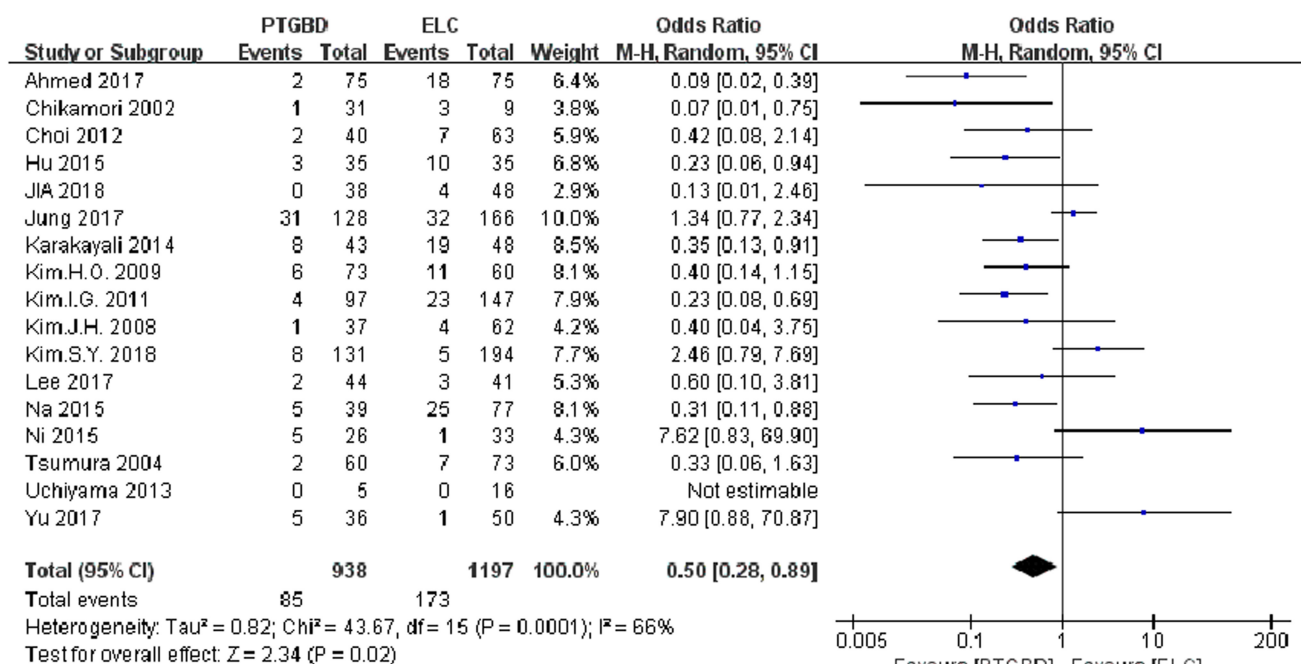 PTGBD ELC Odds Ratio Odds Ratio
Study or Subgroup Events Total Events Total Weight M-H, Random, 95% CI M-H, Random, 95% CI
Ahmed 2017 2 75 18 75 6.4% 0.09 [0.02, 0.39]
Chikamori 2002 1 31 3 9 3.8% 0.07 [0.01, 0.75]
Choi 2012 2 40 7 63 5.9% 0.42 [0.08, 2.14]
Hu 2015 3 35 10 35 6.8% 0.23 [0.06, 0.94]
JIA 2018 0 38 4 48 2.9% 0.13 [0.01, 2.46]
Jung 2017 31 128 32 166 10.0% 1.34 [0.77, 2.34]
Karakayali 2014 8 43 19 48 8.5% 0.35 [0.13, 0.91]
Kim.H.O. 2009 6 73 11 60 8.1% 0.40 [0.14, 1.15]
Kim.I.G. 2011 4 97 23 147 7.9% 0.23 [0.08, 0.69]
Kim.J.H. 2008 1 37 4 62 4.2% 0.40 [0.04, 3.75]
Kim.S.Y. 2018 8 131 5 194 7.7% 2.46 [0.79, 7.69]
Lee 2017 2 44 3 41 5.3% 0.60 [0.10, 3.81]
Na 2015 5 39 25 77 8.1% 0.31 [0.11, 0.88]
Ni 2015 5 26 1 33 4.3% 7.62 [0.83, 69.90]
Tsumura 2004 2 60 7 73 6.0% 0.33 [0.06, 1.63]
Uchiyama 2013 0 5 0 16 Not estimable
Yu 2017 5 36 1 50 4.3% 7.90 [0.88, 70.87]
Total (95% CI) 938 1197 100.0% 0.50 [0.28, 0.89]
Total events 85 173
Heterogeneity: Tau² = 0.82; Chi² = 43.67, df = 15 (P = 0.0001); I² = 66%
Test for overall effect: Z = 2.34 (P = 0.02)
0.005 0.1 1 10 200
Favours [PTGBD] Favours [ELC]